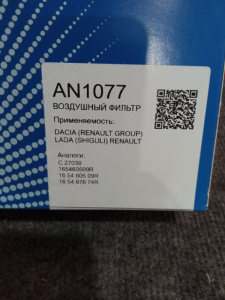 AN1077
ВОЗДУШНЫЙ ФИЛЬТР
Применяемость:
DACIA (RENAULT GROUP)
LADA (SHIGULI) RENAULT
Аналоги:
C 27030
165460509R
16 54 605 09R
16 54 676 74R